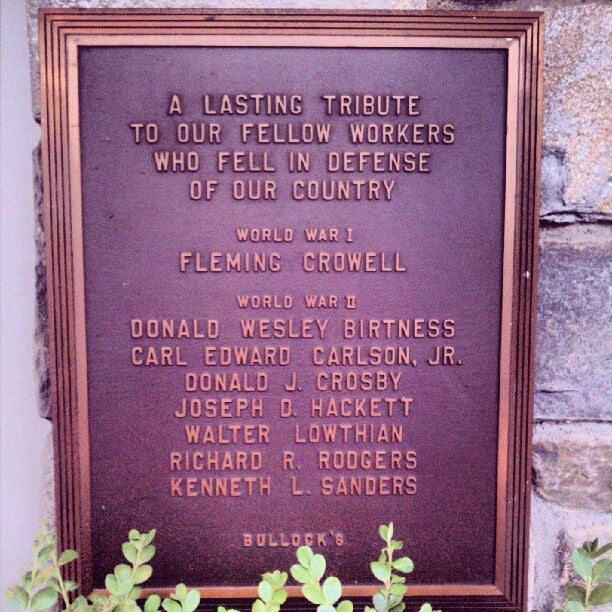 A LASTING TRIBUTE
TO OUR FELLOW WORKERS
WHO FELL IN DEFENSE
OF OUR COUNTRY
WORLD WAR I
FLEMING CROWELL
WORLD WAR II
DONALD WESLEY BIRTNESS
CARL EDWARD CARLSON, JR.
DONALD J. CROSBY
JOSEPH D. HACKETT
WALTER LOWTHIAN
RICHARD R. RODGERS
KENNETH L. SANDERS
BULLOCK'S